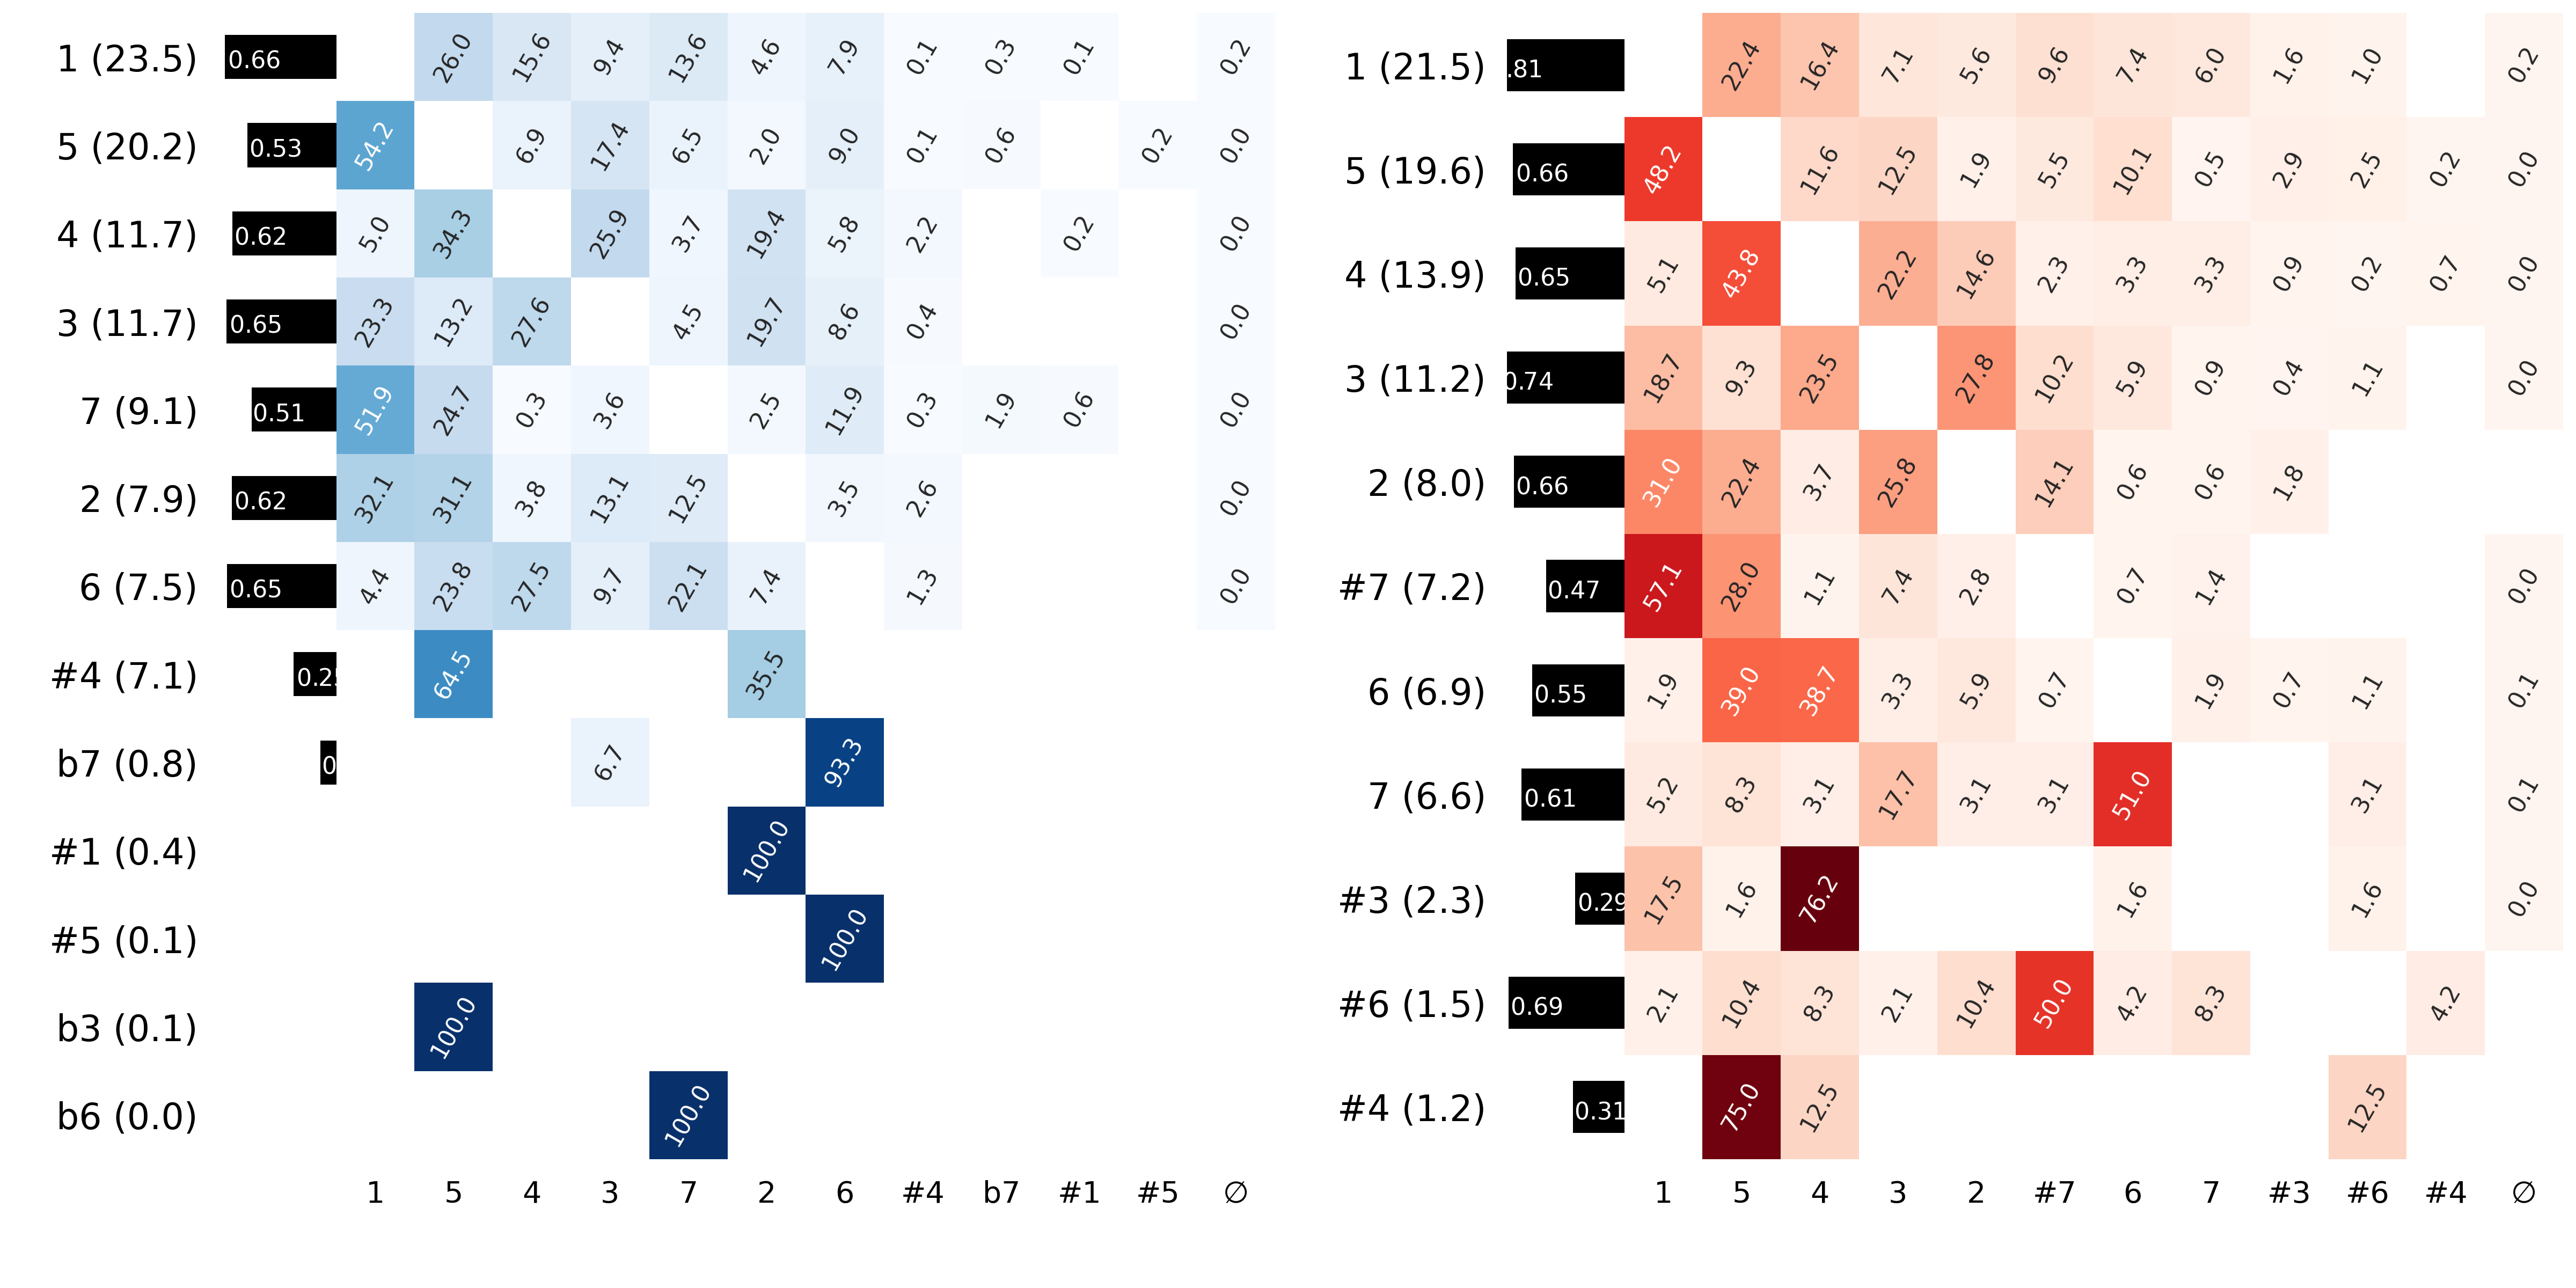 1 (23.5) 0.66 26.0 15.6 9.4 13.6 4.6 7.9 0.1 0.3 0.1 0.2
5 (20.2) 0.53 54.2 6.9 17.4 6.5 2.0 9.0 0.1 0.6 0.2 0.0
4 (11.7) 0.62 5.0 34.3 25.9 3.7 19.4 5.8 2.2 0.2 0.0
3 (11.7) 0.65 23.3 13.2 27.6 4.5 19.7 8.6 0.4 0.0
7 (9.1) 0.51 51.9 24.7 0.3 3.6 2.5 11.9 0.3 1.9 0.6 0.0
2 (7.9) 0.62 32.1 31.1 3.8 13.1 12.5 3.5 2.6 0.0
6 (7.5) 0.65 4.4 23.8 27.5 9.7 22.1 7.4 1.3 0.0
#4 (7.1) 64.5 35.5
b7 (0.8) 0 6.7 93.3
#1 (0.4) 100.0
#5 (0.1) 100.0
b3 (0.1) 100.0
b6 (0.0) 100.0
1 5 4 3 7 2 6 #4 b7 #1 #5 ∅
1 (21.5) .81 22.4 16.4 7.1 5.6 9.6 7.4 6.0 1.6 1.0 0.2
5 (19.6) 0.66 48.2 11.6 12.5 1.9 5.5 10.1 0.5 2.9 2.5 0.2 0.0
4 (13.9) 0.65 5.1 43.8 22.2 14.6 2.3 3.3 3.3 0.9 0.2 0.7 0.0
3 (11.2) 0.74 18.7 9.3 23.5 27.8 10.2 5.9 0.9 0.4 1.1 0.0
2 (8.0) 0.66 31.0 22.4 3.7 25.8 14.1 0.6 0.6 1.8
#7 (7.2) 0.47 57.1 28.0 1.1 7.4 2.8 0.7 1.4 0.0
6 (6.9) 0.55 1.9 39.0 38.7 3.3 5.9 0.7 1.9 0.7 1.1 0.1
7 (6.6) 0.61 5.2 8.3 3.1 17.7 3.1 3.1 51.0 3.1 0.1
#3 (2.3) 0.29 17.5 1.6 76.2 1.6 1.6 0.0
#6 (1.5) 0.69 2.1 10.4 8.3 2.1 10.4 50.0 4.2 8.3 4.2
#4 (1.2) 0.31 75.0 12.5 12.5
1 5 4 3 2 #7 6 7 #3 #6 #4 ∅